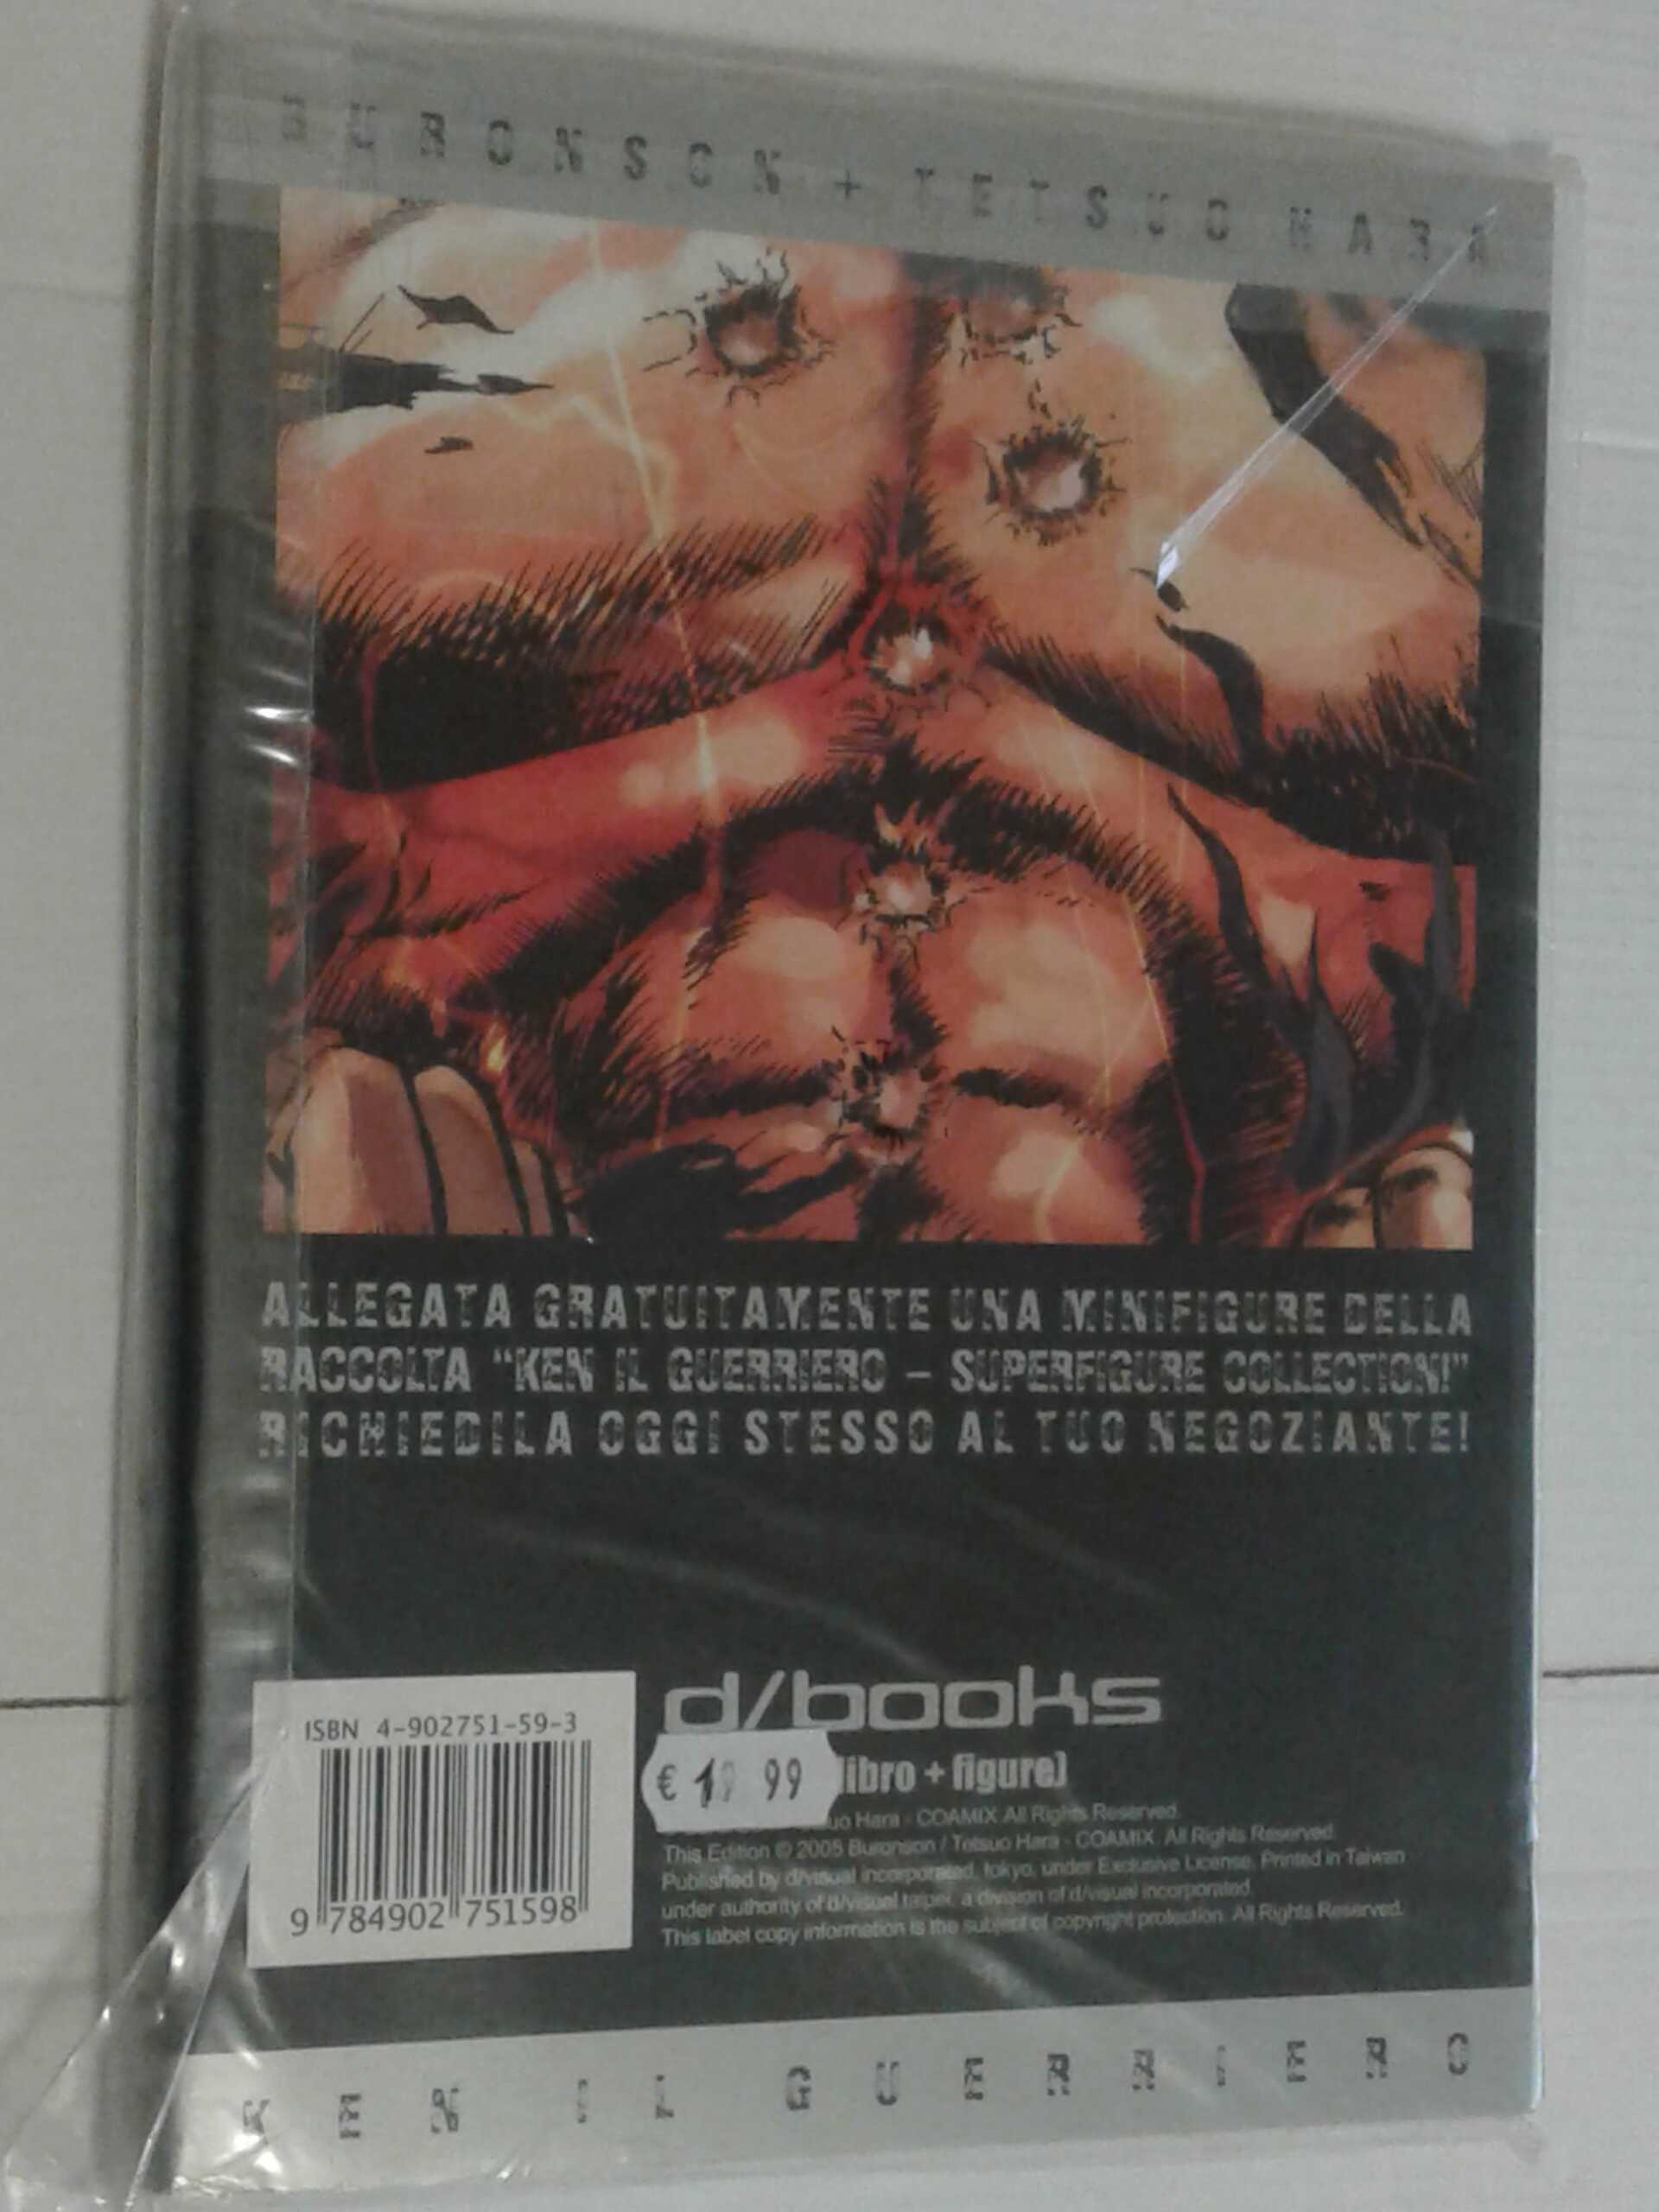 BURONSON + TETSUO HARA
ALLEGATA GRATUITAMENTE UNA MINIFIGURE DELLA
RACCOLTA "KEN IL GUERRIERO – SUPERFIGURE COLLECTION!"
RICHIEDILA OGGI STESSO AL TUO NEGOZIANTE!
ISBN 4-902751-59-3
9 784902 751598
d/books
€ 99
libro + figure)
uo Hara - COAMIX. All Rights Reserved.
This Edition © 2005 Buronson / Tetsuo Hara - COAMIX. All Rights Reserved.
Published by d/visual incorporated, tokyo, under Exclusive License. Printed in Taiwan
under authority of d/visual taipei, a division of d/visual incorporated.
This label copy information is the subject of copyright protection. All Rights Reserved.
KEN IL GUERRIERO